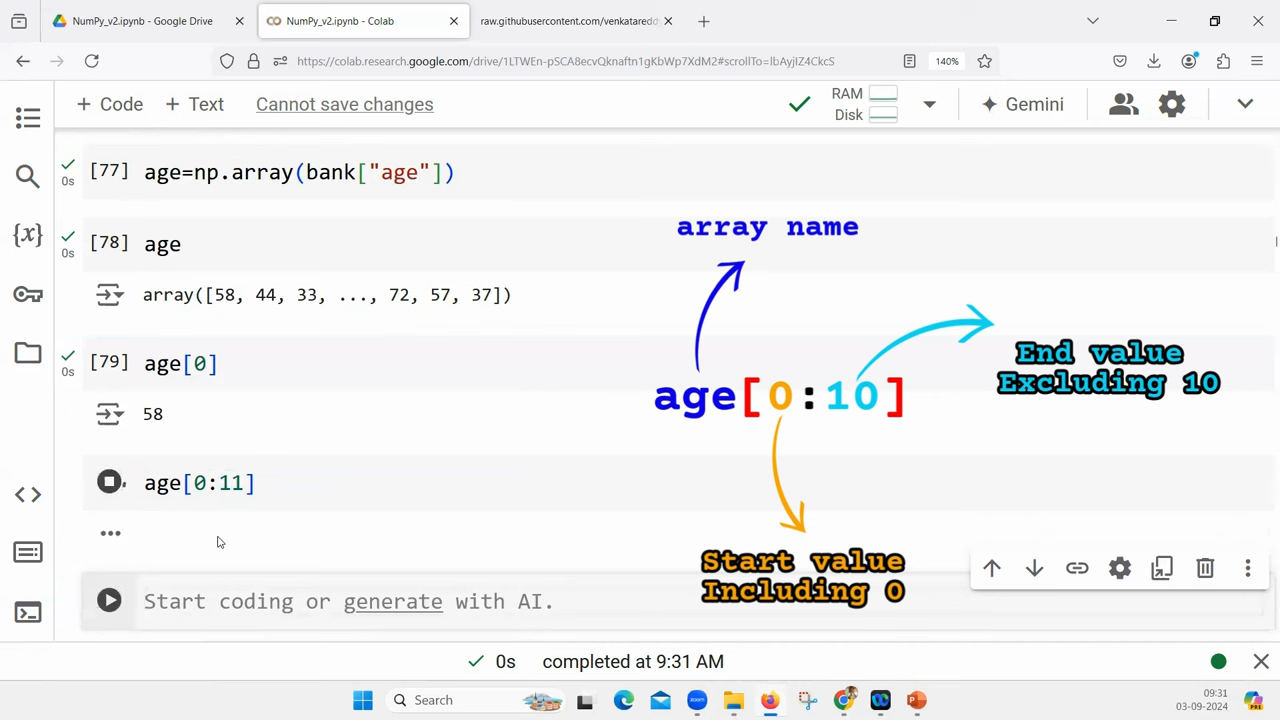 NumPy_v2.ipynb - Google Drive
NumPy_v2.ipynb - Colab
raw.githubusercontent.com/venkatareddy
https://colab.research.google.com/drive/1LTWEn-pSCA8ecvQknaftn1gKbWp7XdM2#scrollTo=lbAyjIZ4CkcS
140%
+ Code
+ Text
Cannot save changes
RAM
Disk
Gemini
[77]
age=np.array(bank["age"])
0s
[78]
age
0s
array([58, 44, 33, ..., 72, 57, 37])
[79]
age[0]
0s
58
age[0:11]
...
array name
age[0:10]
End value
Excluding 10
Start value
Including 0
Start coding or generate with AI.
0s completed at 9:31 AM
Search
zoom
09:31
03-09-2024
PRE